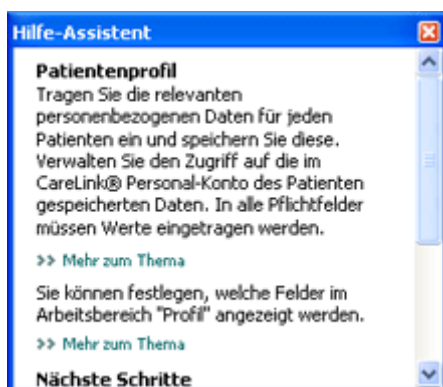 Hilfe-Assistent
Patientenprofil
Tragen Sie die relevanten
personenbezogenen Daten für jeden
Patienten ein und speichern Sie diese.
Verwalten Sie den Zugriff auf die im
CareLink® Personal-Konto des Patienten
gespeicherten Daten. In alle Pflichtfelder
müssen Werte eingetragen werden.
>> Mehr zum Thema
Sie können festlegen, welche Felder im
Arbeitsbereich "Profil" angezeigt werden.
>> Mehr zum Thema
Nächste Schritte